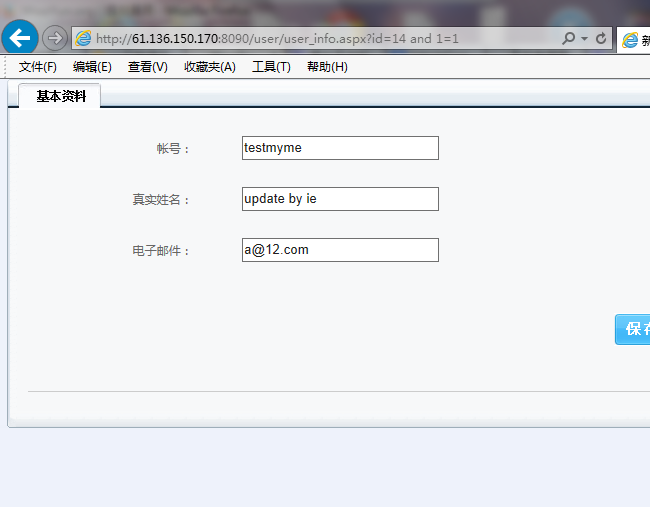 http://61.136.150.170:8090/user/user_info.aspx?id=14 and 1=1
文件(F) 编辑(E) 查看(V) 收藏夹(A) 工具(T) 帮助(H)
基本资料
帐号： testmyme
真实姓名： update by ie
电子邮件： a@12.com
保存